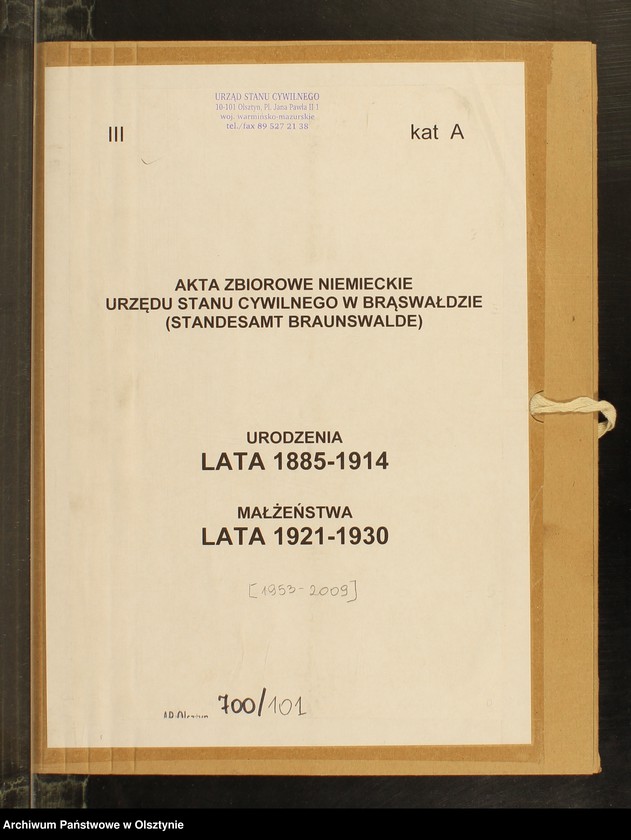 URZĄD STANU CYWILNEGO
10-101 Olsztyn, Pl. Jana Pawła II 1
woj. warmińsko-mazurskie
tel./fax 89 527 21 38
III
kat A
AKTA ZBIOROWE NIEMIECKIE
URZĘDU STANU CYWILNEGO W BRĄSWAŁDZIE
(STANDESAMT BRAUNSWALDE)
URODZENIA
LATA 1885-1914
MAŁŻEŃSTWA
LATA 1921-1930
[1953-2009]
AP Olsztyn 700/101
Archiwum Państwowe w Olsztynie